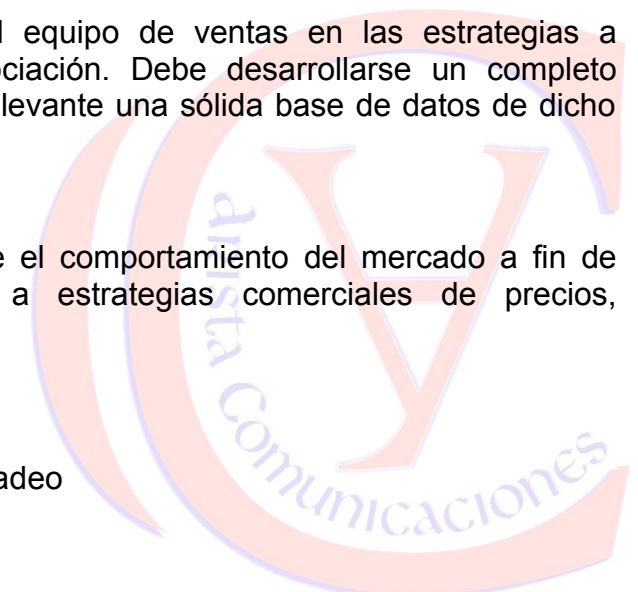 l equipo de ventas en las estrategias a
ociación. Debe desarrollarse un completo
levante una sólida base de datos de dicho
e el comportamiento del mercado a fin de
a estrategias comerciales de precios,
adeo
Comunicaciones